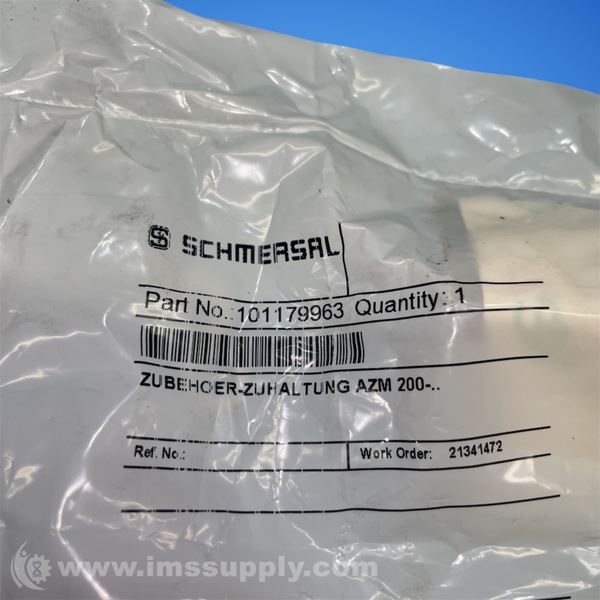 SCHMERSAL
Part No.: 101179963 Quantity: 1
ZUBEHOER-ZUHALTUNG AZM 200-..
Ref. No.:
Work Order: 21341472
www.imssupply.com